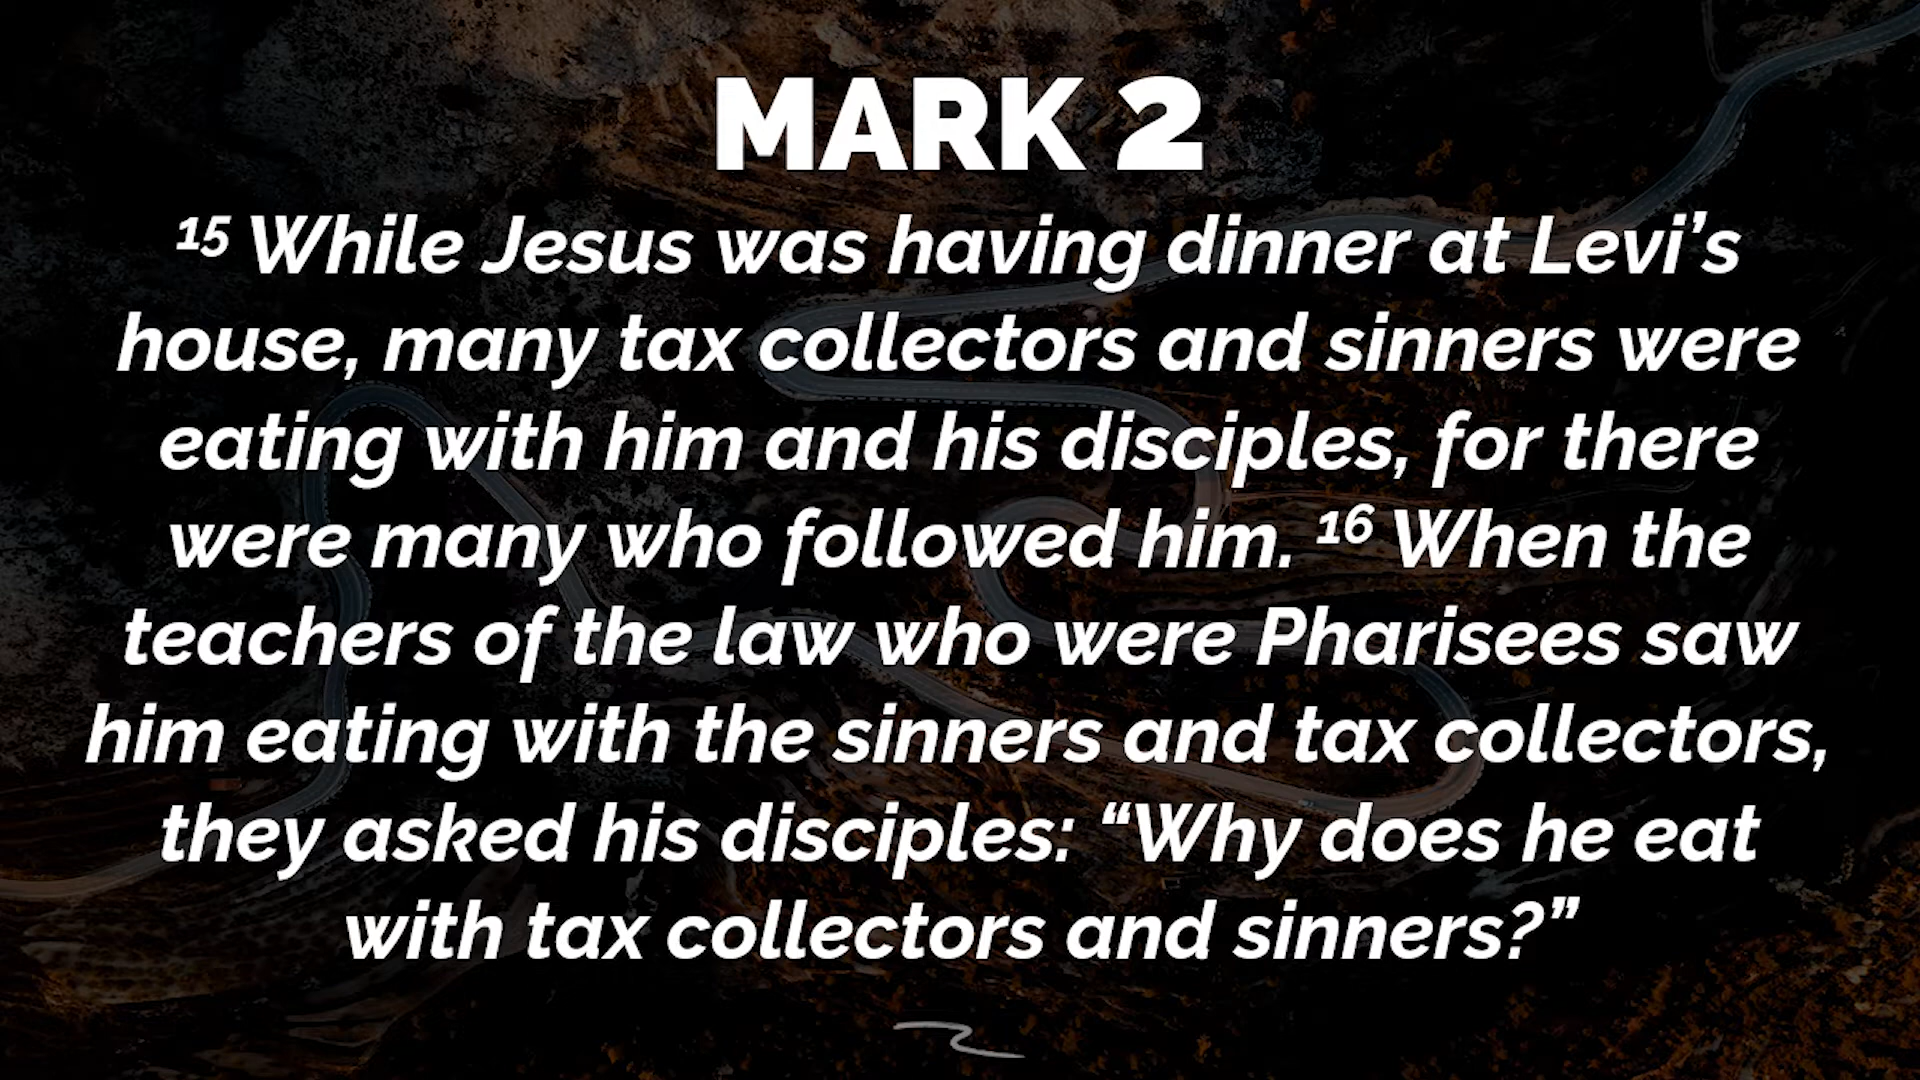 MARK 2
15 While Jesus was having dinner at Levi’s
house, many tax collectors and sinners were
eating with him and his disciples, for there
were many who followed him. 16 When the
teachers of the law who were Pharisees saw
him eating with the sinners and tax collectors,
they asked his disciples: “Why does he eat
with tax collectors and sinners?”